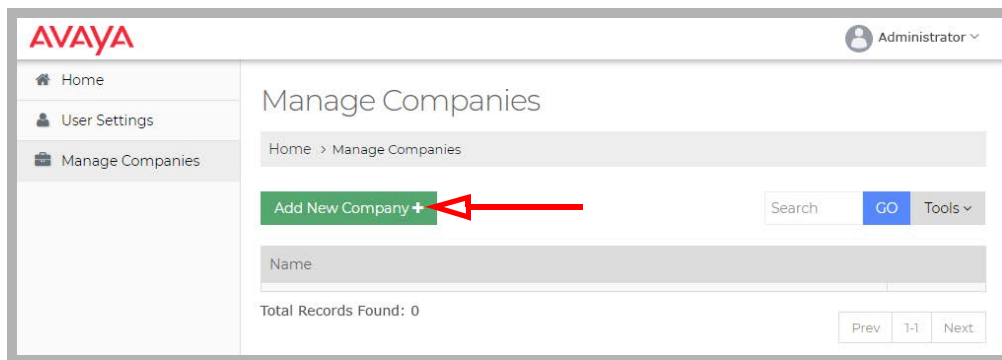 AVAYA
Administrator
Home
User Settings
Manage Companies
Manage Companies
Home > Manage Companies
Add New Company +
Search
GO
Tools
Name
Total Records Found: 0
Prev
1-1
Next